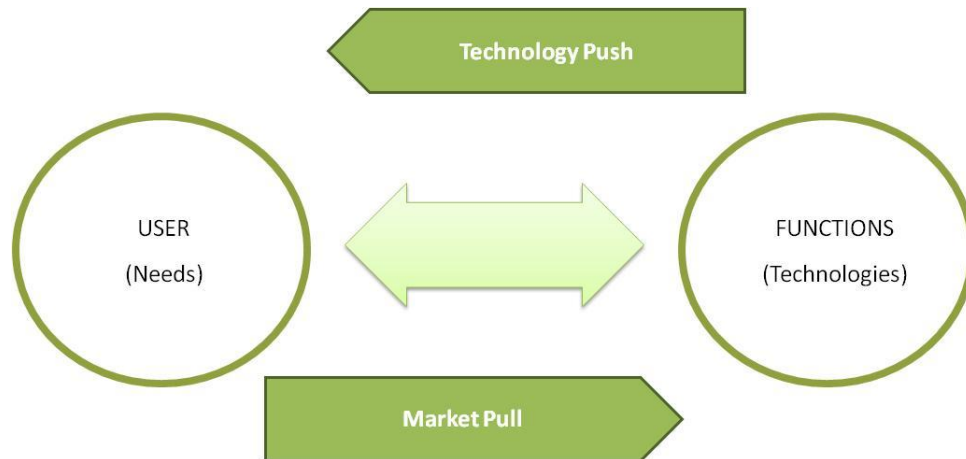 Technology Push
USER
(Needs)
FUNCTIONS
(Technologies)
Market Pull